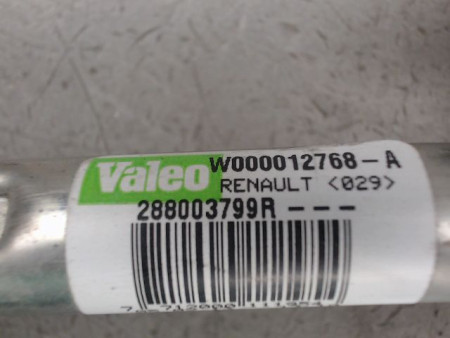 Valeo W000012768-A
RENAULT <029>
288003799R---